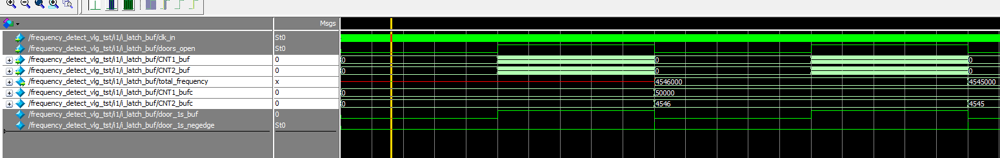 Msgs
/frequency_detect_vlg_tst/i1/i_latch_buf/clk_in St0
/frequency_detect_vlg_tst/i1/i_latch_buf/doors_open St0
/frequency_detect_vlg_tst/i1/i_latch_buf/CNT1_buf 0 0 0 0
/frequency_detect_vlg_tst/i1/i_latch_buf/CNT2_buf 0 0 0 0
/frequency_detect_vlg_tst/i1/i_latch_buf/total_frequency x 4546000 4545000
/frequency_detect_vlg_tst/i1/i_latch_buf/CNT1_bufc 0 0 50000
/frequency_detect_vlg_tst/i1/i_latch_buf/CNT2_bufc 0 0 4546 4545
/frequency_detect_vlg_tst/i1/i_latch_buf/door_1s_buf 0
/frequency_detect_vlg_tst/i1/i_latch_buf/door_1s_negedge St0